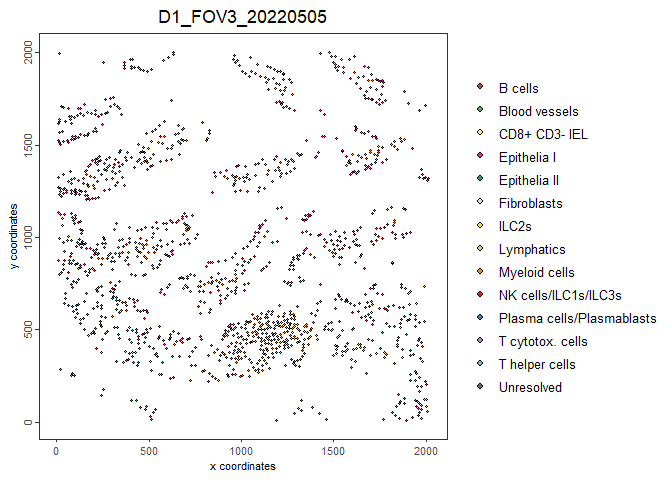 D1_FOV3_20220505
2000
1500
1000
500
0
y coordinates
0 500 1000 1500 2000
x coordinates
B cells
Blood vessels
CD8+ CD3- IEL
Epithelia I
Epithelia II
Fibroblasts
ILC2s
Lymphatics
Myeloid cells
NK cells/ILC1s/ILC3s
Plasma cells/Plasmablasts
T cytotox. cells
T helper cells
Unresolved